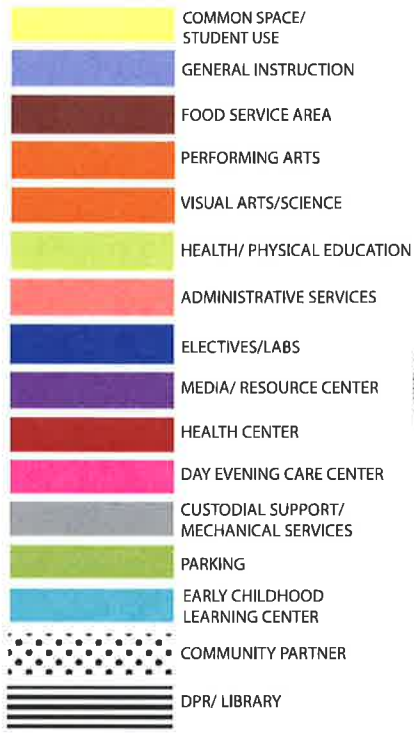 COMMON SPACE/
STUDENT USE
GENERAL INSTRUCTION
FOOD SERVICE AREA
PERFORMING ARTS
VISUAL ARTS/SCIENCE
HEALTH/ PHYSICAL EDUCATION
ADMINISTRATIVE SERVICES
ELECTIVES/LABS
MEDIA/ RESOURCE CENTER
HEALTH CENTER
DAY EVENING CARE CENTER
CUSTODIAL SUPPORT/
MECHANICAL SERVICES
PARKING
EARLY CHILDHOOD
LEARNING CENTER
COMMUNITY PARTNER
DPR/ LIBRARY